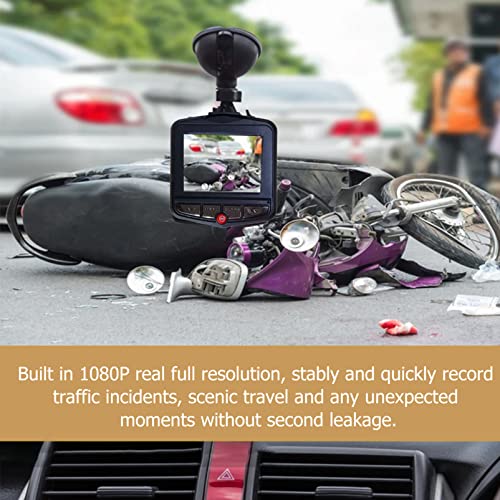 Built in 1080P real full resolution, stably and quickly record
traffic incidents, scenic travel and any unexpected
moments without second leakage.